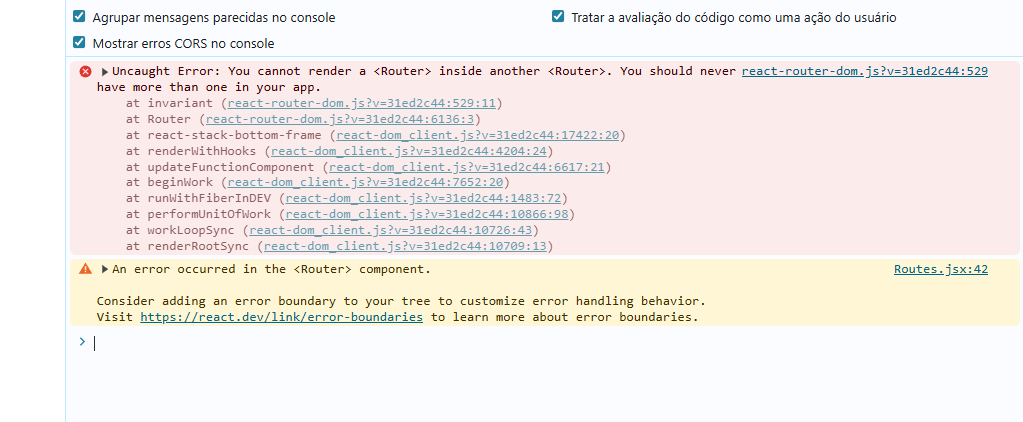 Agrupar mensagens parecidas no console
Tratar a avaliação do código como uma ação do usuário
Mostrar erros CORS no console
Uncaught Error: You cannot render a <Router> inside another <Router>. You should never react-router-dom.js?v=31ed2c44:529
have more than one in your app.
at invariant (react-router-dom.js?v=31ed2c44:529:11)
at Router (react-router-dom.js?v=31ed2c44:6136:3)
at react-stack-bottom-frame (react-dom_client.js?v=31ed2c44:17422:20)
at renderWithHooks (react-dom_client.js?v=31ed2c44:4204:24)
at updateFunctionComponent (react-dom_client.js?v=31ed2c44:6617:21)
at beginWork (react-dom_client.js?v=31ed2c44:7652:20)
at runWithFiberInDEV (react-dom_client.js?v=31ed2c44:1483:72)
at performUnitOfWork (react-dom_client.js?v=31ed2c44:10866:98)
at workLoopSync (react-dom_client.js?v=31ed2c44:10726:43)
at renderRootSync (react-dom_client.js?v=31ed2c44:10709:13)
An error occurred in the <Router> component. Routes.jsx:42
Consider adding an error boundary to your tree to customize error handling behavior.
Visit https://react.dev/link/error-boundaries to learn more about error boundaries.